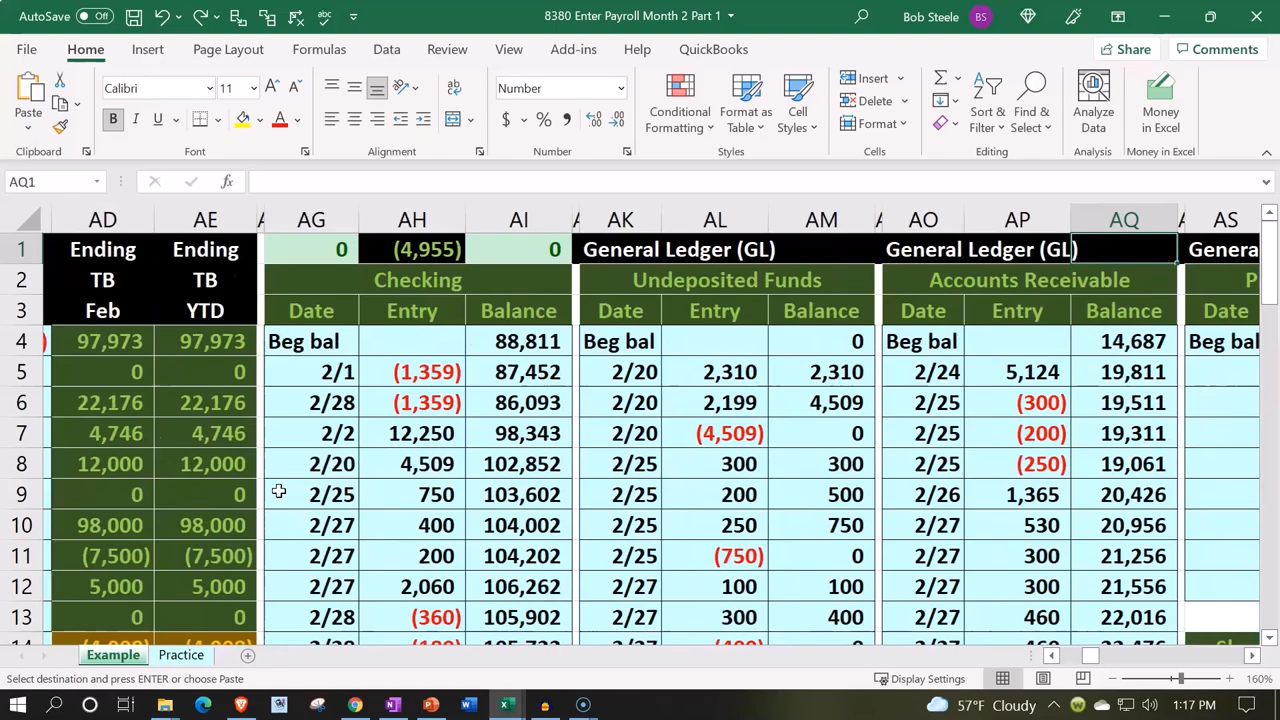 AutoSave Off
8380 Enter Payroll Month 2 Part 1
Bob Steele BS
File Home Insert Page Layout Formulas Data Review View Add-ins Help QuickBooks Share Comments
Paste
Calibri 11
Number
Conditional Formatting
Format as Table
Cell Styles
Insert
Delete
Format
Sort & Filter
Find & Select
Analyze Data
Money in Excel
Clipboard Font Alignment Number Styles Cells Editing Analysis Money in Excel
AQ1 fx
AD AE AG AH AI AK AL AM AO AP AQ AS
1 Ending Ending 0 (4,955) 0 General Ledger (GL) General Ledger (GL) Genera
2 TB TB Checking Undeposited Funds Accounts Receivable P
3 Feb YTD Date Entry Balance Date Entry Balance Date Entry Balance Date
4 97,973 97,973 Beg bal 88,811 Beg bal 0 Beg bal 14,687 Beg bal
5 0 0 2/1 (1,359) 87,452 2/20 2,310 2,310 2/24 5,124 19,811
6 22,176 22,176 2/28 (1,359) 86,093 2/20 2,199 4,509 2/25 (300) 19,511
7 4,746 4,746 2/2 12,250 98,343 2/20 (4,509) 0 2/25 (200) 19,311
8 12,000 12,000 2/20 4,509 102,852 2/25 300 300 2/25 (250) 19,061
9 0 0 2/25 750 103,602 2/25 200 500 2/26 1,365 20,426
10 98,000 98,000 2/27 400 104,002 2/25 250 750 2/27 530 20,956
11 (7,500) (7,500) 2/27 200 104,202 2/25 (750) 0 2/27 300 21,256
12 5,000 5,000 2/27 2,060 106,262 2/27 100 100 2/27 300 21,556
13 0 0 2/28 (360) 105,902 2/27 300 400 2/27 460 22,016
Example Practice
Select destination and press ENTER or choose Paste
Display Settings
160%
57°F Cloudy
1:17 PM